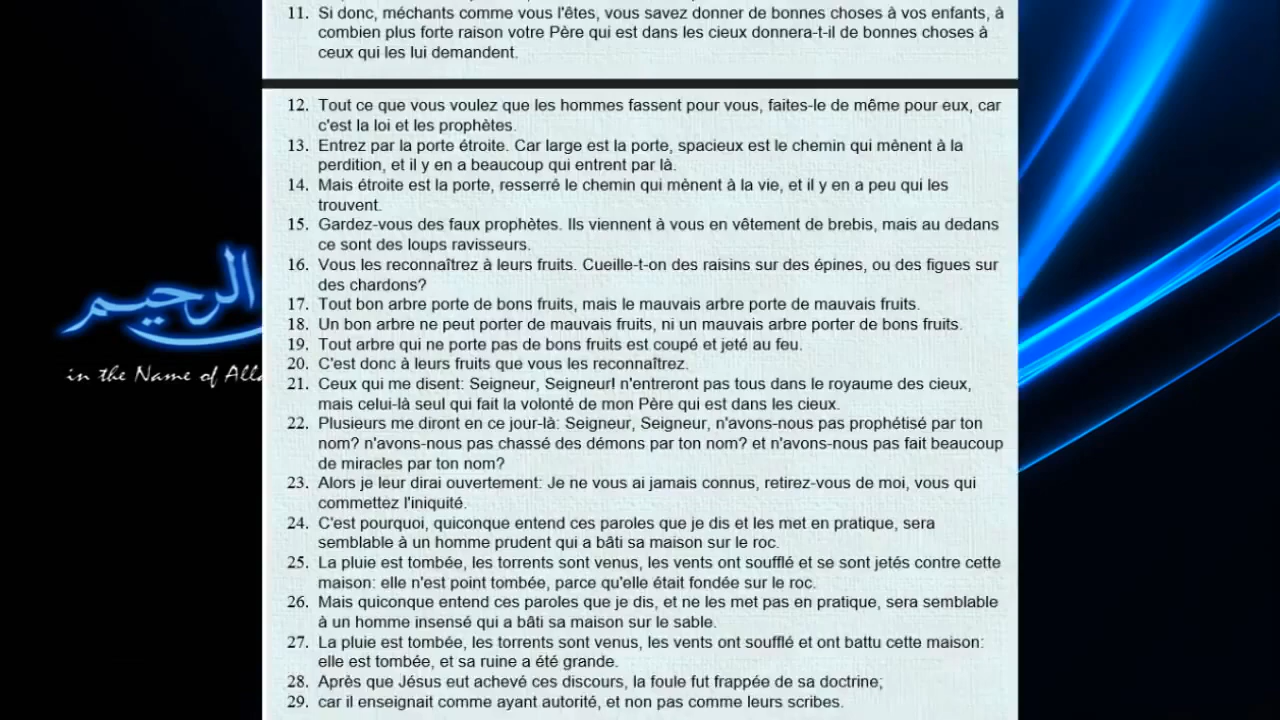 11. Si donc, méchants comme vous l'êtes, vous savez donner de bonnes choses à vos enfants, à
combien plus forte raison votre Père qui est dans les cieux donnera-t-il de bonnes choses à
ceux qui les lui demandent.
12. Tout ce que vous voulez que les hommes fassent pour vous, faites-le de même pour eux, car
c'est la loi et les prophètes.
13. Entrez par la porte étroite. Car large est la porte, spacieux est le chemin qui mènent à la
perdition, et il y en a beaucoup qui entrent par là.
14. Mais étroite est la porte, resserré le chemin qui mènent à la vie, et il y en a peu qui les
trouvent.
15. Gardez-vous des faux prophètes. Ils viennent à vous en vêtement de brebis, mais au dedans
ce sont des loups ravisseurs.
16. Vous les reconnaîtrez à leurs fruits. Cueille-t-on des raisins sur des épines, ou des figues sur
des chardons?
17. Tout bon arbre porte de bons fruits, mais le mauvais arbre porte de mauvais fruits.
18. Un bon arbre ne peut porter de mauvais fruits, ni un mauvais arbre porter de bons fruits.
19. Tout arbre qui ne porte pas de bons fruits est coupé et jeté au feu.
20. C'est donc à leurs fruits que vous les reconnaîtrez.
21. Ceux qui me disent: Seigneur, Seigneur! n'entreront pas tous dans le royaume des cieux,
mais celui-là seul qui fait la volonté de mon Père qui est dans les cieux.
22. Plusieurs me diront en ce jour-là: Seigneur, Seigneur, n'avons-nous pas prophétisé par ton
nom? n'avons-nous pas chassé des démons par ton nom? et n'avons-nous pas fait beaucoup
de miracles par ton nom?
23. Alors je leur dirai ouvertement: Je ne vous ai jamais connus, retirez-vous de moi, vous qui
commettez l'iniquité.
24. C'est pourquoi, quiconque entend ces paroles que je dis et les met en pratique, sera
semblable à un homme prudent qui a bâti sa maison sur le roc.
25. La pluie est tombée, les torrents sont venus, les vents ont soufflé et se sont jetés contre cette
maison: elle n'est point tombée, parce qu'elle était fondée sur le roc.
26. Mais quiconque entend ces paroles que je dis, et ne les met pas en pratique, sera semblable
à un homme insensé qui a bâti sa maison sur le sable.
27. La pluie est tombée, les torrents sont venus, les vents ont soufflé et ont battu cette maison:
elle est tombée, et sa ruine a été grande.
28. Après que Jésus eut achevé ces discours, la foule fut frappée de sa doctrine;
29. car il enseignait comme ayant autorité, et non pas comme leurs scribes.
الرحيم
in the Name of Alla